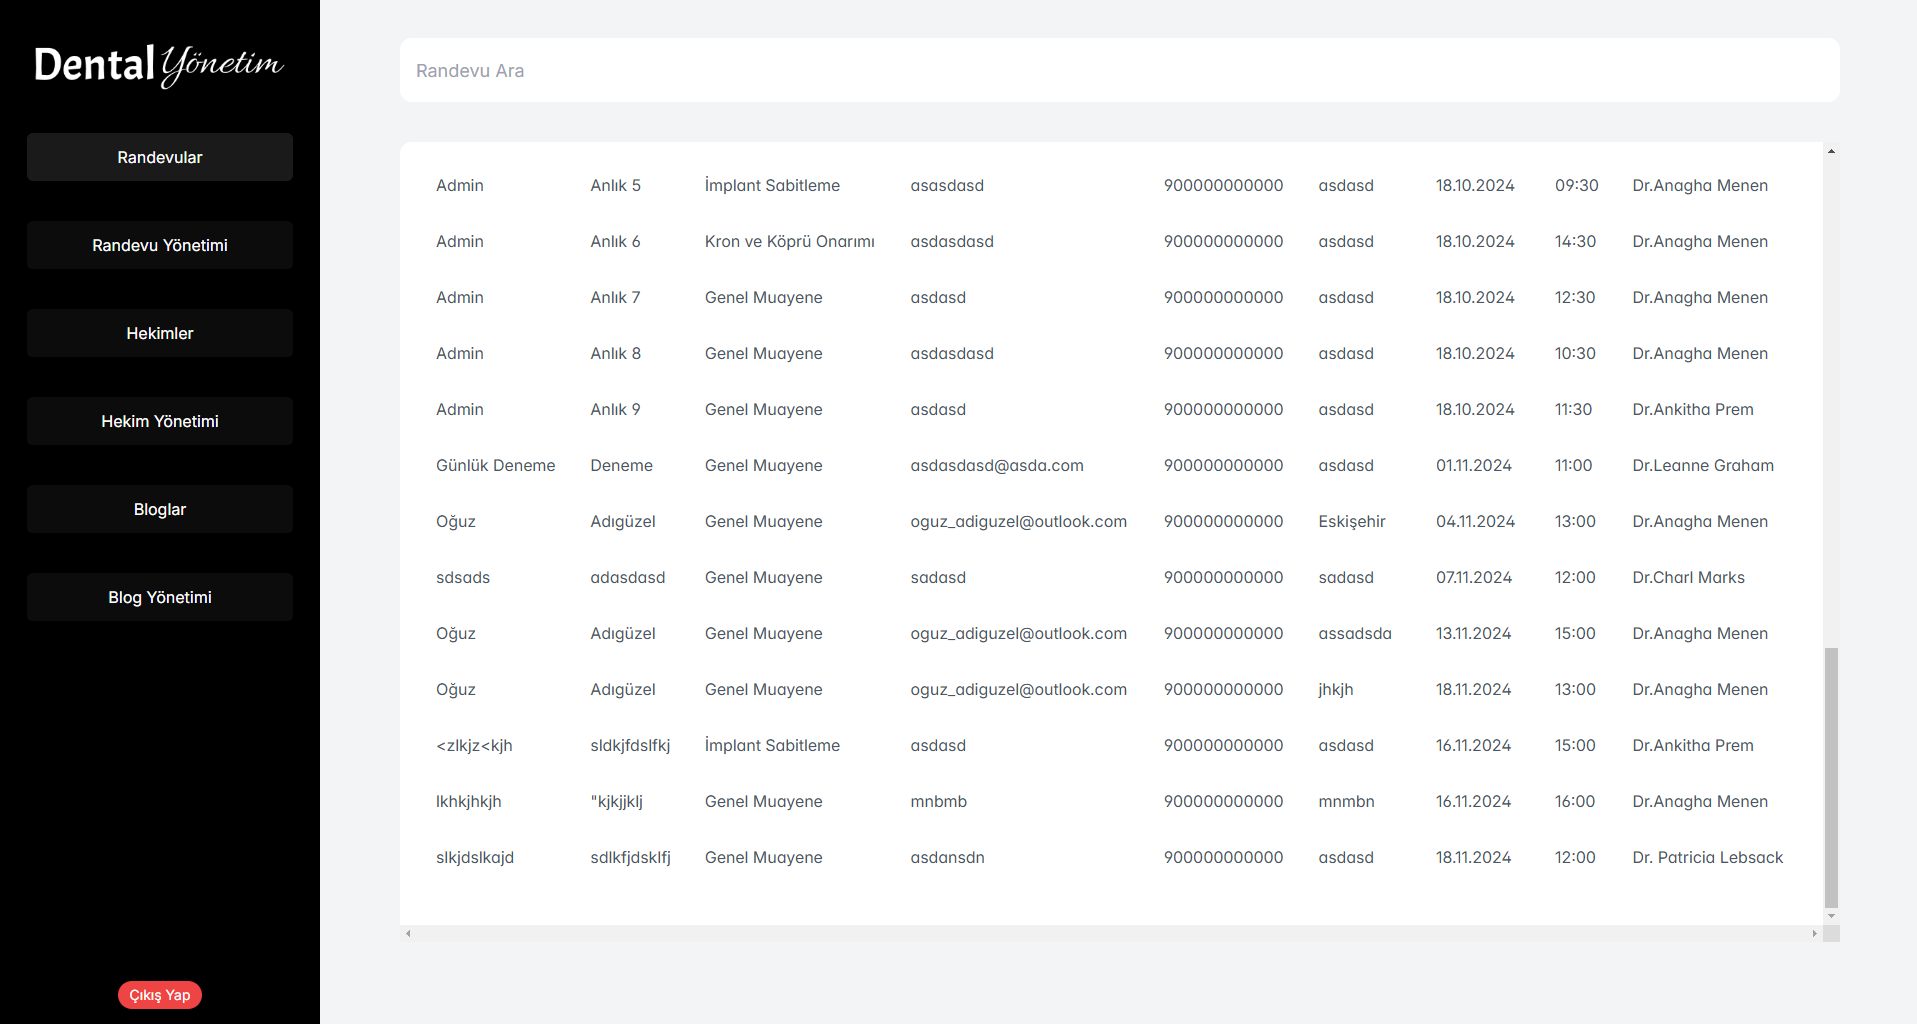 Dental Yönetim
Randevular
Randevu Yönetimi
Hekimler
Hekim Yönetimi
Bloglar
Blog Yönetimi
Çıkış Yap
Randevu Ara
Admin Anlık 5 İmplant Sabitleme asasdasd 900000000000 asdasd 18.10.2024 09:30 Dr.Anagha Menen
Admin Anlık 6 Kron ve Köprü Onarımı asdasdasd 900000000000 asdasd 18.10.2024 14:30 Dr.Anagha Menen
Admin Anlık 7 Genel Muayene asdasd 900000000000 asdasd 18.10.2024 12:30 Dr.Anagha Menen
Admin Anlık 8 Genel Muayene asdasdasd 900000000000 asdasd 18.10.2024 10:30 Dr.Anagha Menen
Admin Anlık 9 Genel Muayene asdasd 900000000000 asdasd 18.10.2024 11:30 Dr.Ankitha Prem
Günlük Deneme Deneme Genel Muayene asdasdasd@asda.com 900000000000 asdasd 01.11.2024 11:00 Dr.Leanne Graham
Oğuz Adıgüzel Genel Muayene oguz_adiguzel@outlook.com 900000000000 Eskişehir 04.11.2024 13:00 Dr.Anagha Menen
sdsads adasdasd Genel Muayene sadasd 900000000000 sadasd 07.11.2024 12:00 Dr.Charl Marks
Oğuz Adıgüzel Genel Muayene oguz_adiguzel@outlook.com 900000000000 assadsda 13.11.2024 15:00 Dr.Anagha Menen
Oğuz Adıgüzel Genel Muayene oguz_adiguzel@outlook.com 900000000000 jhkjh 18.11.2024 13:00 Dr.Anagha Menen
<zlkjz<kjh sldkjfdslfkj İmplant Sabitleme asdasd 900000000000 asdasd 16.11.2024 15:00 Dr.Ankitha Prem
lkhkjhkjh "kjkjjklj Genel Muayene mnbmb 900000000000 mnmbn 16.11.2024 16:00 Dr.Anagha Menen
slkjdslkajd sdlkfjdsklfj Genel Muayene asdansdn 900000000000 asdasd 18.11.2024 12:00 Dr. Patricia Lebsack